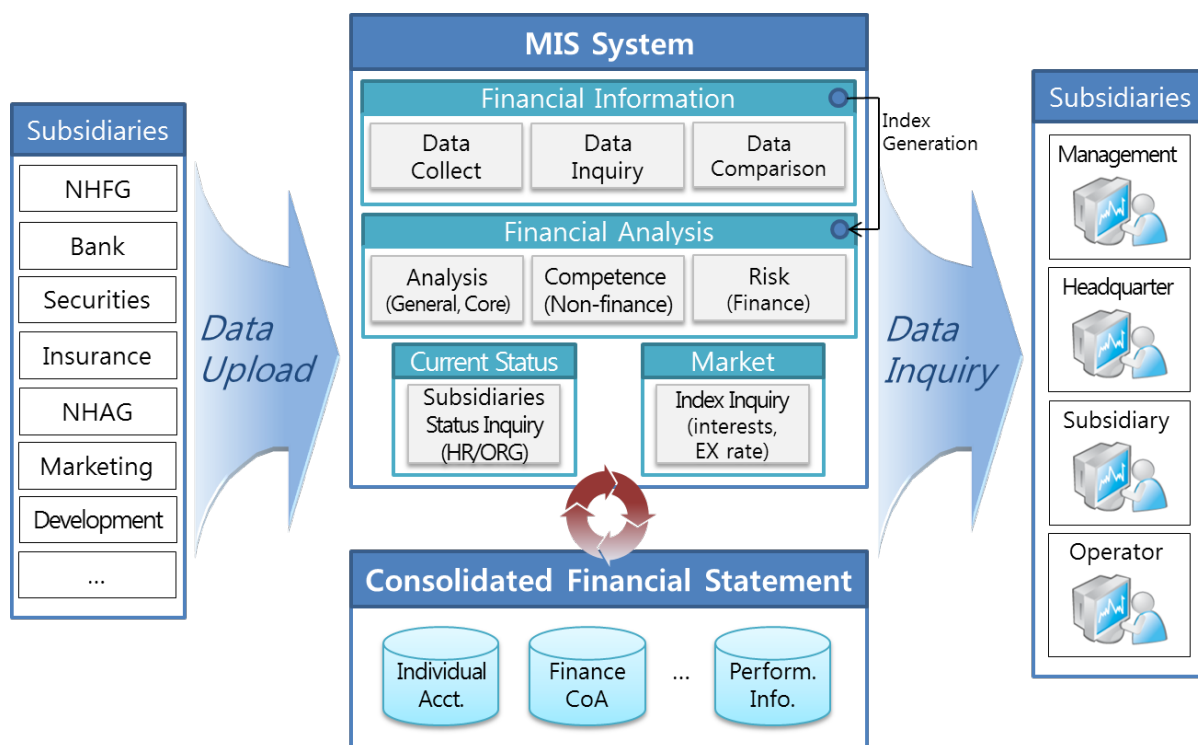 Subsidiaries
NHFG
Bank
Securities
Insurance
NHAG
Marketing
Development
...
Data
Upload
MIS System
Financial Information
Data
Collect
Data
Inquiry
Data
Comparison
Index
Generation
Financial Analysis
Analysis
(General, Core)
Competence
(Non-finance)
Risk
(Finance)
Current Status
Subsidiaries
Status Inquiry
(HR/ORG)
Market
Index Inquiry
(interests,
EX rate)
Consolidated Financial Statement
Individual
Acct.
Finance
CoA
...
Perform.
Info.
Data
Inquiry
Subsidiaries
Management
Headquarter
Subsidiary
Operator